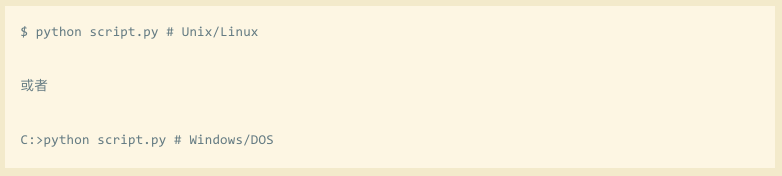 $ python script.py # Unix/Linux
或者
C:>python script.py # Windows/DOS